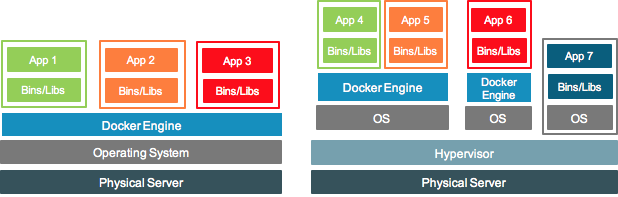 App 1
Bins/Libs
App 2
Bins/Libs
App 3
Bins/Libs
Docker Engine
Operating System
Physical Server
App 4
Bins/Libs
App 5
Bins/Libs
Docker Engine
OS
App 6
Bins/Libs
Docker
Engine
OS
App 7
Bins/Libs
OS
Hypervisor
Physical Server